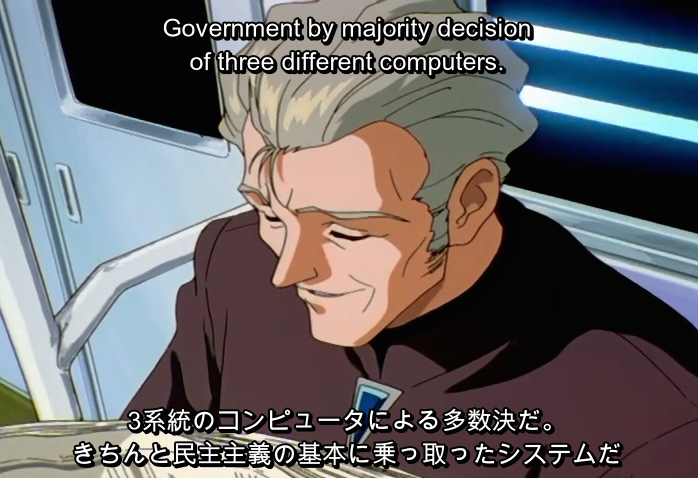 Government by majority decision
of three different computers.
3系統のコンピュータによる多数決だ。
きちんと民主主義の基本に乗っ取ったシステムだ